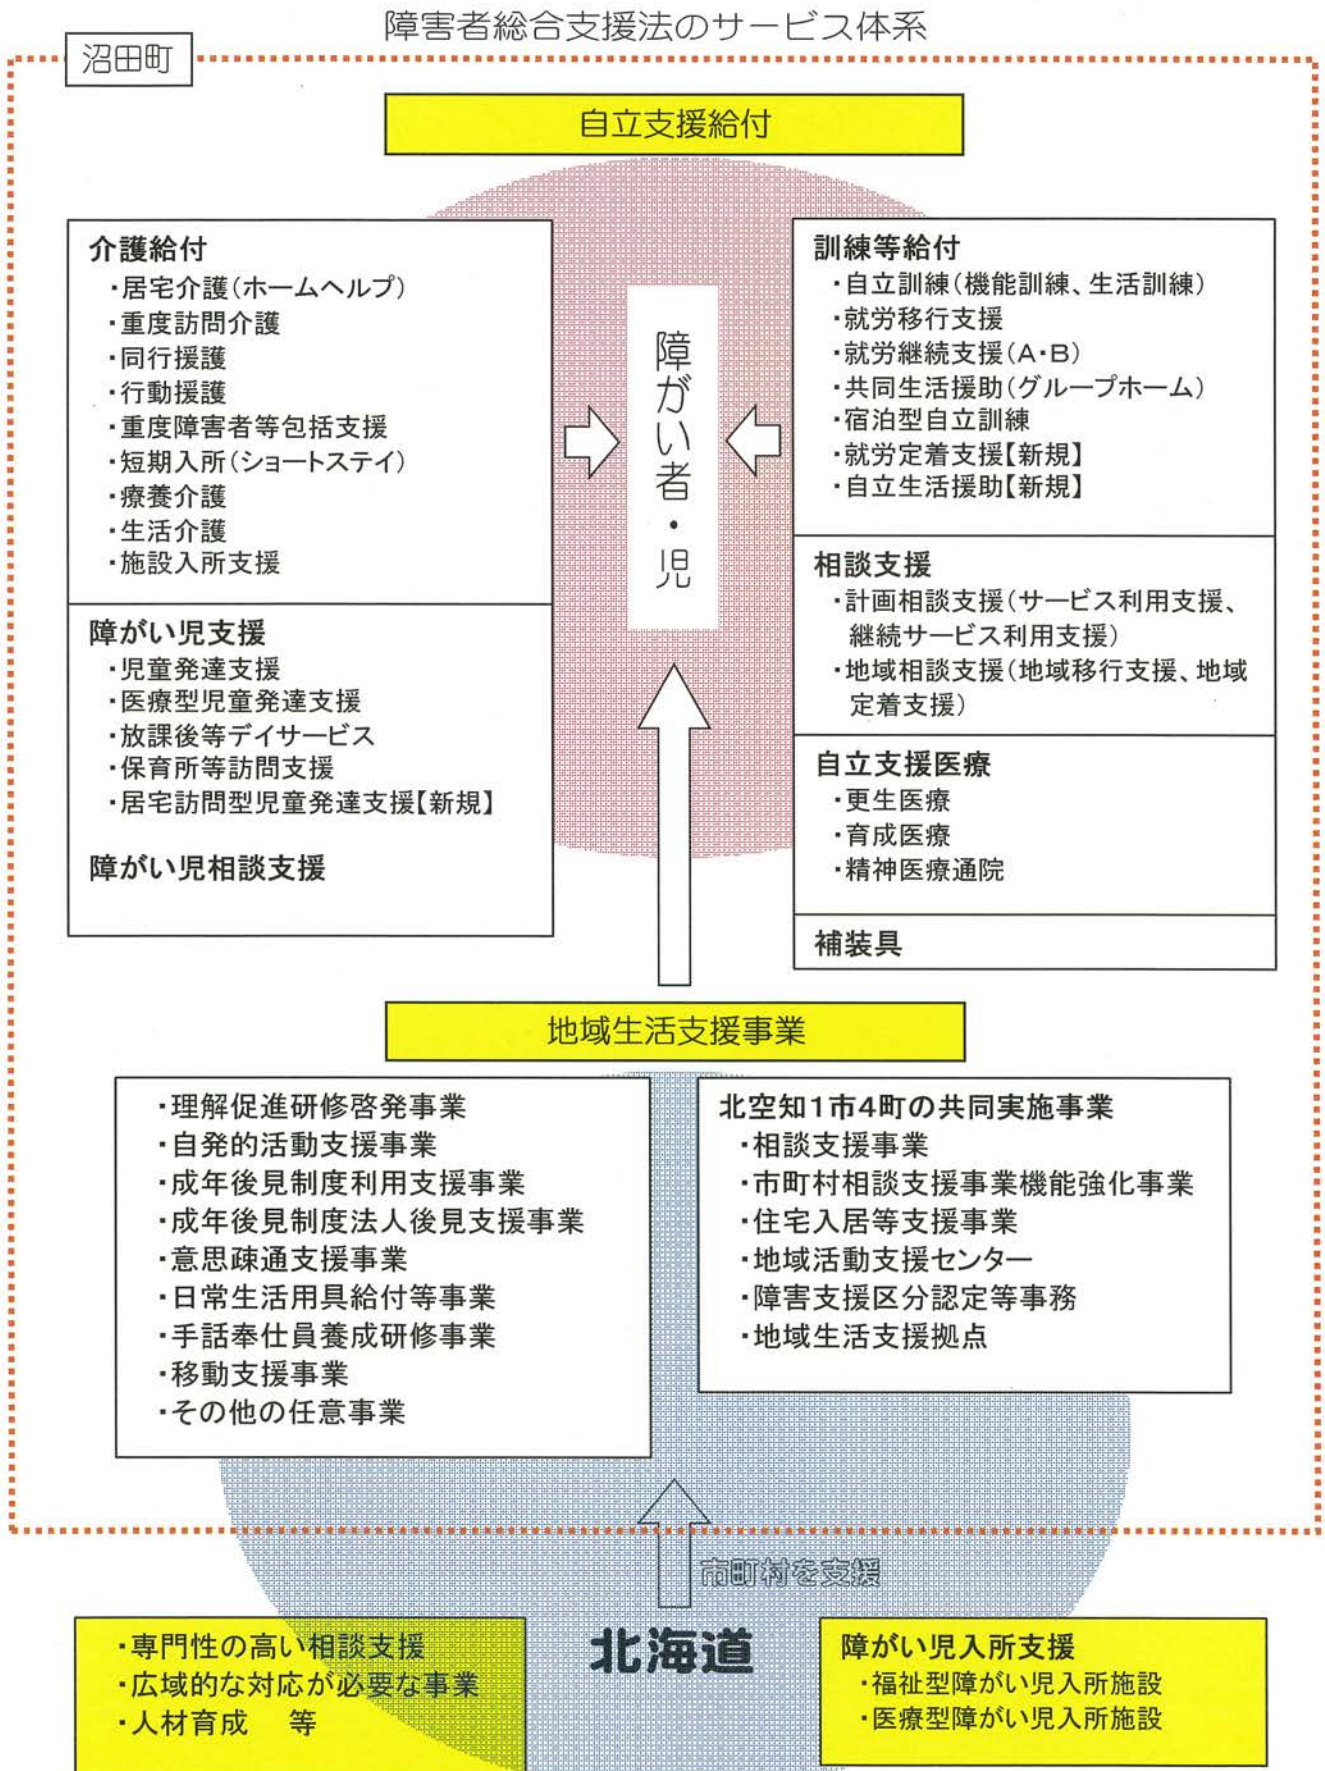 障害者総合支援法のサービス体系
沼田町
自立支援給付
介護給付
・居宅介護(ホームヘルプ)
・重度訪問介護
・同行援護
・行動援護
・重度障害者等包括支援
・短期入所(ショートステイ)
・療養介護
・生活介護
・施設入所支援
障がい児支援
・児童発達支援
・医療型児童発達支援
・放課後等デイサービス
・保育所等訪問支援
・居宅訪問型児童発達支援【新規】
障がい児相談支援
障がい者・児
訓練等給付
・自立訓練(機能訓練、生活訓練)
・就労移行支援
・就労継続支援(A・B)
・共同生活援助(グループホーム)
・宿泊型自立訓練
・就労定着支援【新規】
・自立生活援助【新規】
相談支援
・計画相談支援(サービス利用支援、
継続サービス利用支援)
・地域相談支援(地域移行支援、地域
定着支援)
自立支援医療
・更生医療
・育成医療
・精神医療通院
補装具
地域生活支援事業
・理解促進研修啓発事業
・自発的活動支援事業
・成年後見制度利用支援事業
・成年後見制度法人後見支援事業
・意思疎通支援事業
・日常生活用具給付等事業
・手話奉仕員養成研修事業
・移動支援事業
・その他の任意事業
北空知1市4町の共同実施事業
・相談支援事業
・市町村相談支援事業機能強化事業
・住宅入居等支援事業
・地域活動支援センター
・障害支援区分認定等事務
・地域生活支援拠点
市町村を支援
北海道
・専門性の高い相談支援
・広域的な対応が必要な事業
・人材育成 等
障がい児入所支援
・福祉型障がい児入所施設
・医療型障がい児入所施設